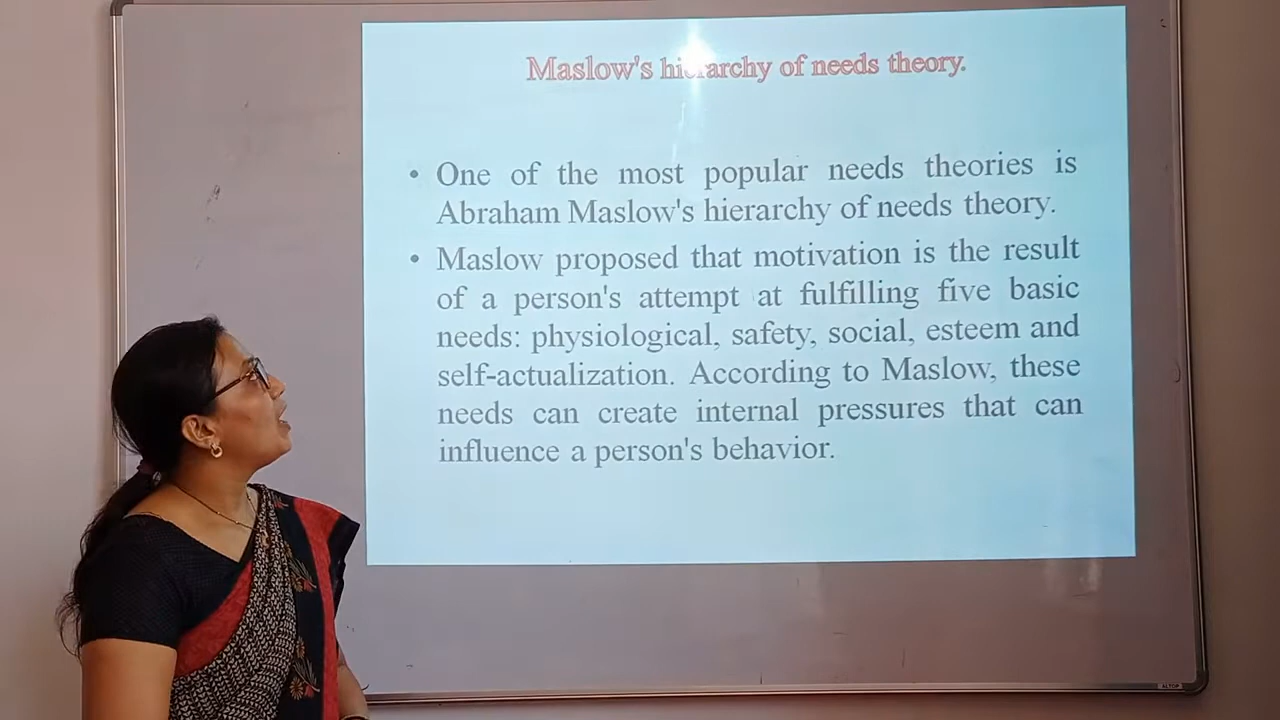 Maslow's hierarchy of needs theory.
• One of the most popular needs theories is
Abraham Maslow's hierarchy of needs theory.
• Maslow proposed that motivation is the result
of a person's attempt at fulfilling five basic
needs: physiological, safety, social, esteem and
self-actualization. According to Maslow, these
needs can create internal pressures that can
influence a person's behavior.
ALTOP